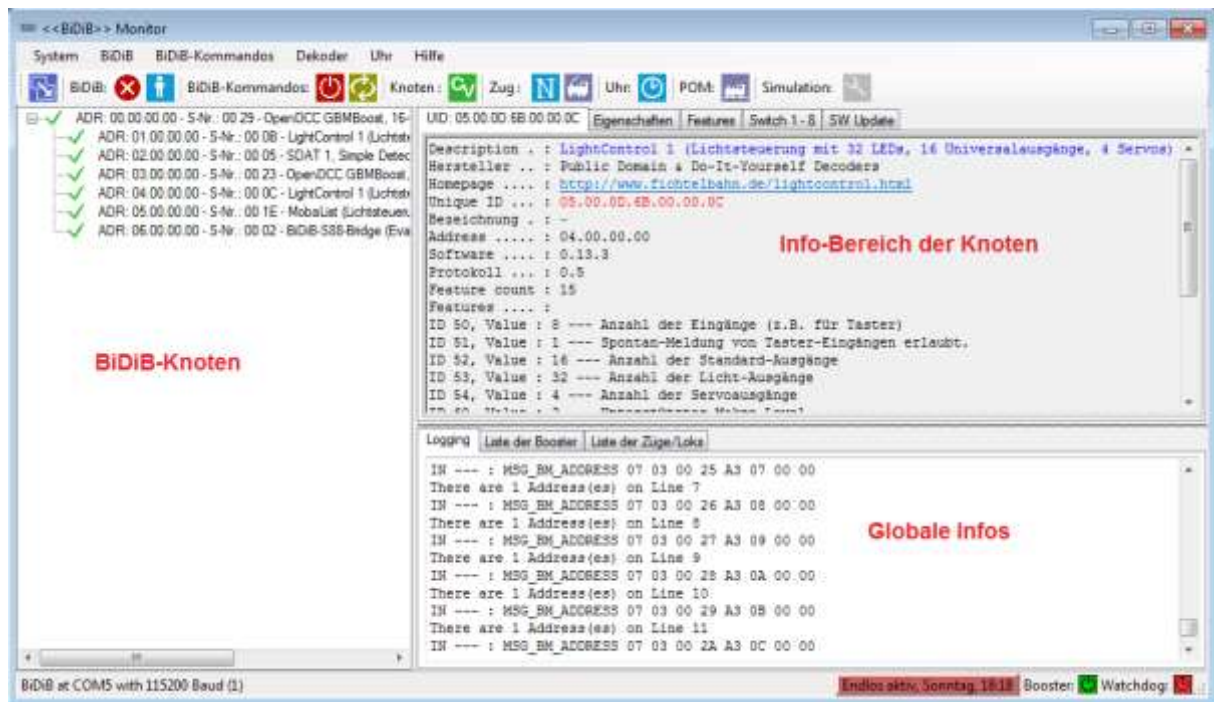 <<BiDiB>> Monitor
System BiDiB BiDiB-Kommandos Dekoder Uhr Hilfe
BiDiB: BiDiB-Kommandos: Knoten : CV Zug : N Uhr: POM: Simulation:
ADR: 00.00.00.00 - S-Nr.: 00 29 - OpenDCC GBMBoost, 16-
ADR: 01.00.00.00 - S-Nr.: 00 0B - LightControl 1 (Lichtste
ADR: 02.00.00.00 - S-Nr.: 00 05 - SDAT 1, Simple Detec
ADR: 03.00.00.00 - S-Nr.: 00 23 - OpenDCC GBMBoost,
ADR: 04.00.00.00 - S-Nr.: 00 0C - LightControl 1 (Lichtste
ADR: 05.00.00.00 - S-Nr.: 00 1E - MobaList (Lichtsteuer
ADR: 06.00.00.00 - S-Nr.: 00 02 - BiDiB-S88-Bridge (Eva
BiDiB-Knoten
UID: 05 00 0D 6B 00 00 0C Eigenschaften Features Switch 1 - 8 SW Update
Description . : LightControl 1 (Lichtsteuerung mit 32 LEDs, 16 Universalausgänge, 4 Servos)
Hersteller .. : Public Domain & Do-It-Yourself Decoders
Homepage .... : http://www.fichtelbahn.de/lightcontrol.html
Unique ID ... : 05.00.0D.6B.00.00.0C
Bezeichnung . : -
Address ..... : 04.00.00.00
Software .... : 0.13.3
Protokoll ... : 0.5
Feature count : 15
Features .... :
ID 50, Value : 8 --- Anzahl der Eingänge (z.B. für Taster)
ID 51, Value : 1 --- Spontan-Meldung von Taster-Eingängen erlaubt.
ID 52, Value : 16 --- Anzahl der Standard-Ausgänge
ID 53, Value : 32 --- Anzahl der Licht-Ausgänge
ID 54, Value : 4 --- Anzahl der Servoausgänge
Info-Bereich der Knoten
Logging Liste der Booster Liste der Züge/Loks
IN --- : MSG_BM_ADDRESS 07 03 00 25 A3 07 00 00
There are 1 Address(es) on Line 7
IN --- : MSG_BM_ADDRESS 07 03 00 26 A3 08 00 00
There are 1 Address(es) on Line 8
IN --- : MSG_BM_ADDRESS 07 03 00 27 A3 09 00 00
There are 1 Address(es) on Line 9
IN --- : MSG_BM_ADDRESS 07 03 00 28 A3 0A 00 00
There are 1 Address(es) on Line 10
IN --- : MSG_BM_ADDRESS 07 03 00 29 A3 0B 00 00
There are 1 Address(es) on Line 11
IN --- : MSG_BM_ADDRESS 07 03 00 2A A3 0C 00 00
Globale Infos
BiDiB at COM5 with 115200 Baud (1)
Endlos aktiv, Sonntag, 18:18 Booster: Watchdog: